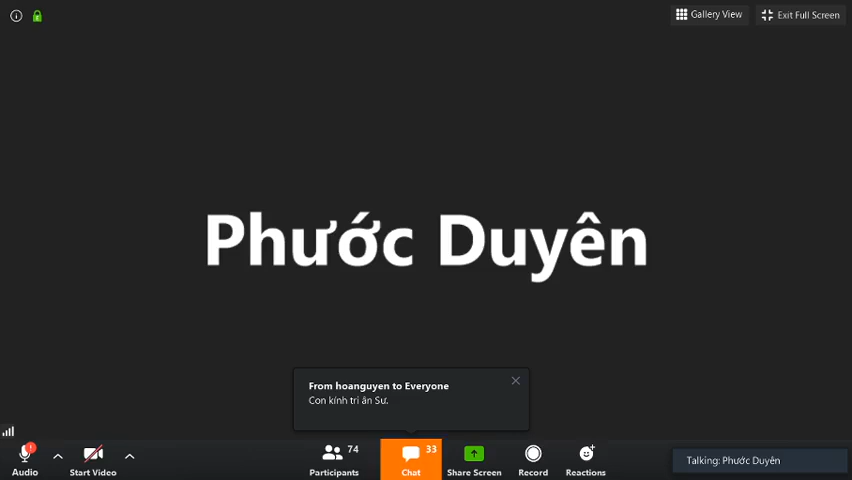 Gallery View
Exit Full Screen
Phước Duyên
From hoanguyen to Everyone
Con kính tri ân Sư.
74
33
Audio
Start Video
Participants
Chat
Share Screen
Record
Reactions
Talking: Phước Duyên